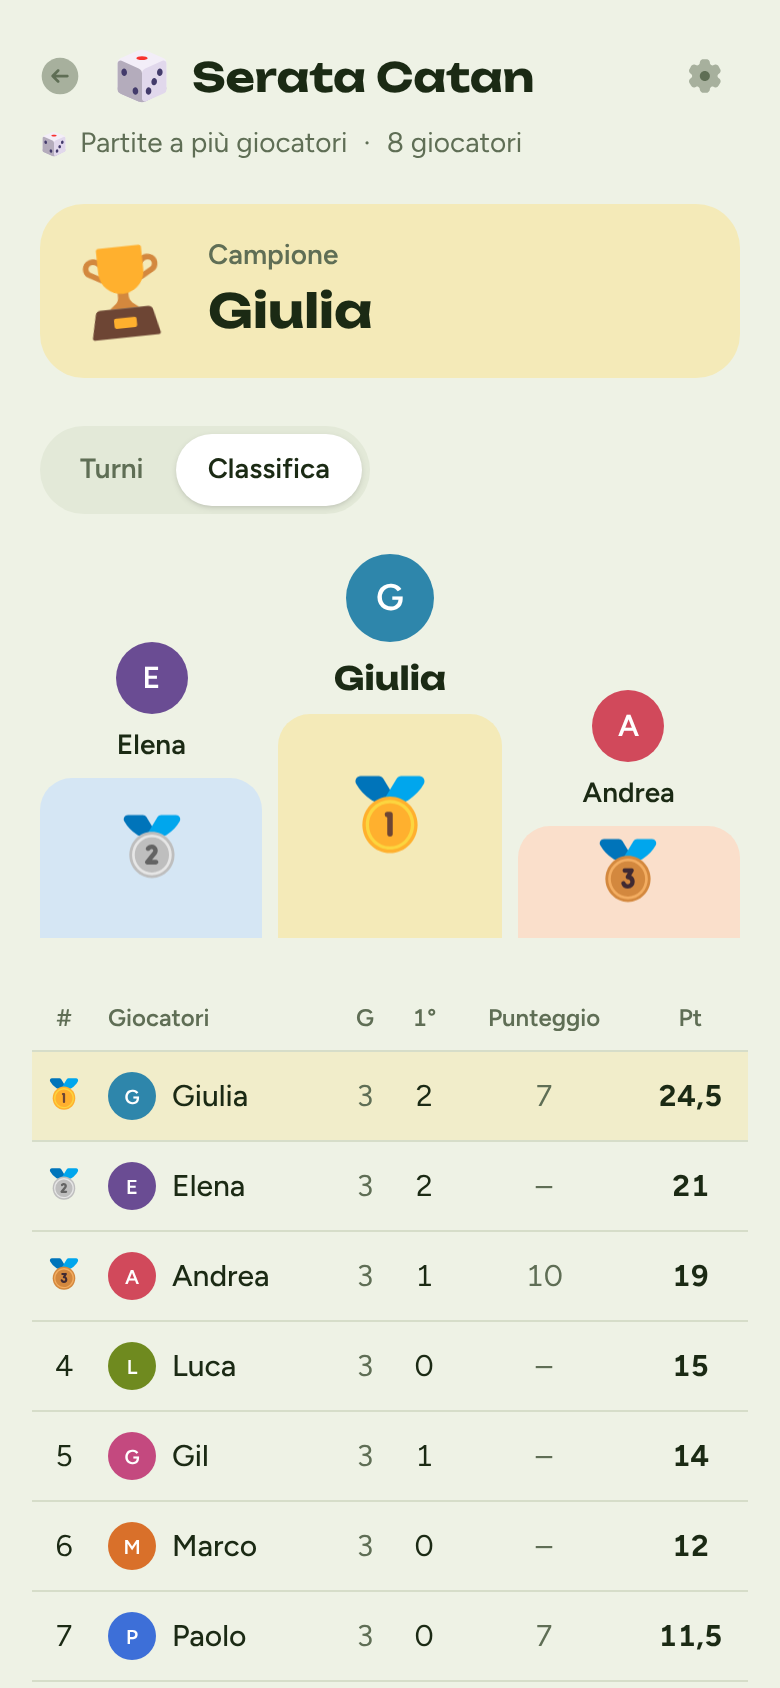 Serata Catan
Partite a più giocatori · 8 giocatori
Campione
Giulia
Turni Classifica
G
Giulia
E
Elena
A
Andrea
1
2
3
# Giocatori G 1° Punteggio Pt
1 G Giulia 3 2 7 24,5
2 E Elena 3 2 – 21
3 A Andrea 3 1 10 19
4 L Luca 3 0 – 15
5 G Gil 3 1 – 14
6 M Marco 3 0 – 12
7 P Paolo 3 0 7 11,5